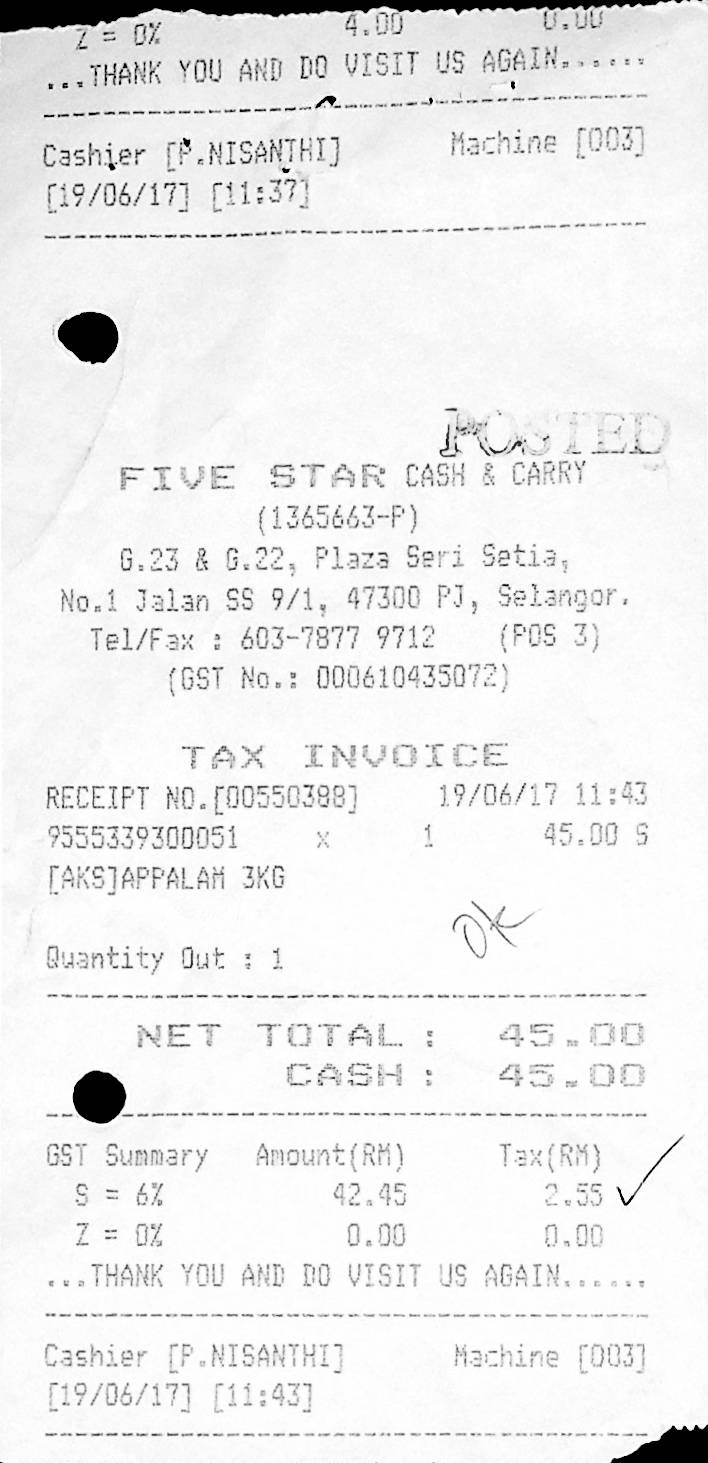 Z = 0% 4.00 0.00
...THANK YOU AND DO VISIT US AGAIN......
Cashier [P.NISANTHI] Machine [003]
[19/06/17] [11:37]
POSTED
FIVE STAR CASH & CARRY
(1365663-P)
G.23 & G.22, Plaza Seri Setia,
No.1 Jalan SS 9/1, 47300 PJ, Selangor.
Tel/Fax : 603-7877 9712 (POS 3)
(GST No.: 000610435072)
TAX INVOICE
RECEIPT NO.[00550388] 19/06/17 11:43
9555339300051 x 1 45.00 S
[AKS]APPALAM 3KG
OK
Quantity Out : 1
NET TOTAL : 45.00
CASH : 45.00
GST Summary Amount(RM) Tax(RM)
S = 6% 42.45 2.55
Z = 0% 0.00 0.00
...THANK YOU AND DO VISIT US AGAIN......
Cashier [P.NISANTHI] Machine [003]
[19/06/17] [11:43]